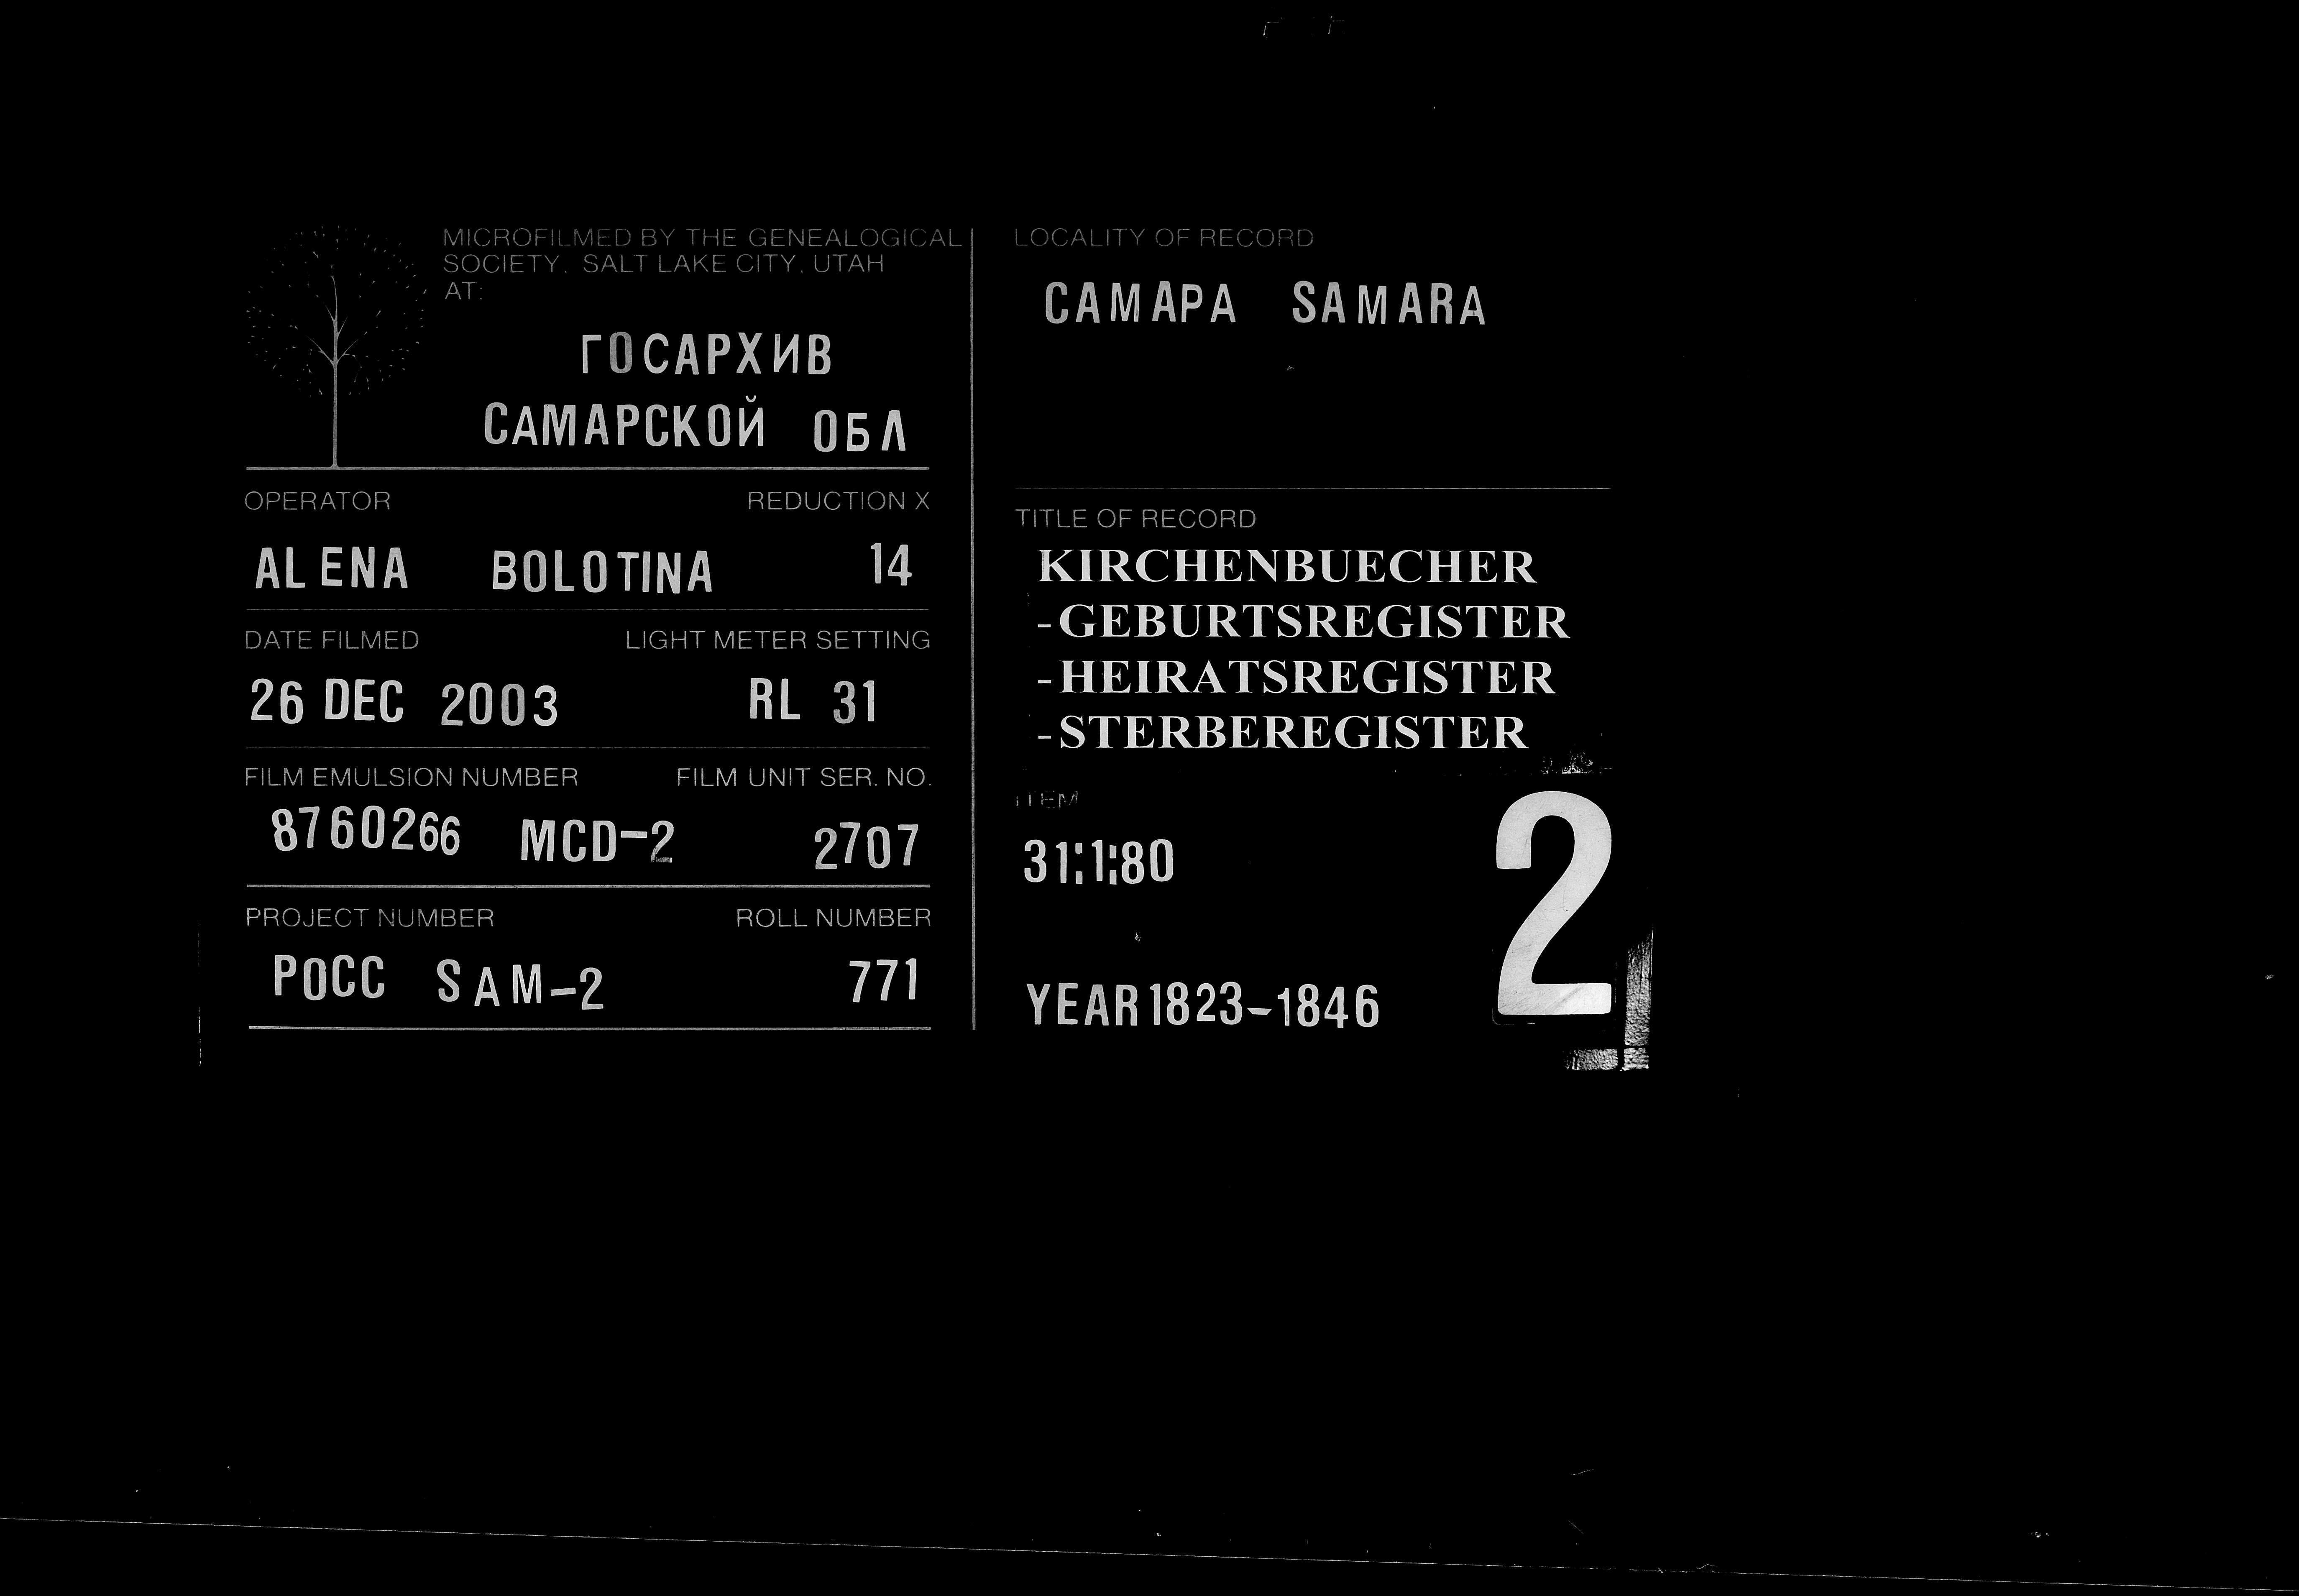 MICROFILMED BY THE GENEALOGICAL
SOCIETY, SALT LAKE CITY, UTAH
AT:
ГОСАРХИВ
САМАРСКОЙ ОБЛ
OPERATOR REDUCTION X
ALENA BOLOTINA 14
DATE FILMED LIGHT METER SETTING
26 DEC 2003 RL 31
FILM EMULSION NUMBER FILM UNIT SER. NO.
8760266 MCD-2 2707
PROJECT NUMBER ROLL NUMBER
РОСС SAM-2 771
LOCALITY OF RECORD
САМАРА SAMARA
TITLE OF RECORD
KIRCHENBUECHER
-GEBURTSREGISTER
-HEIRATSREGISTER
-STERBEREGISTER
ITEM
31:1:80
2
YEAR 1823-1846